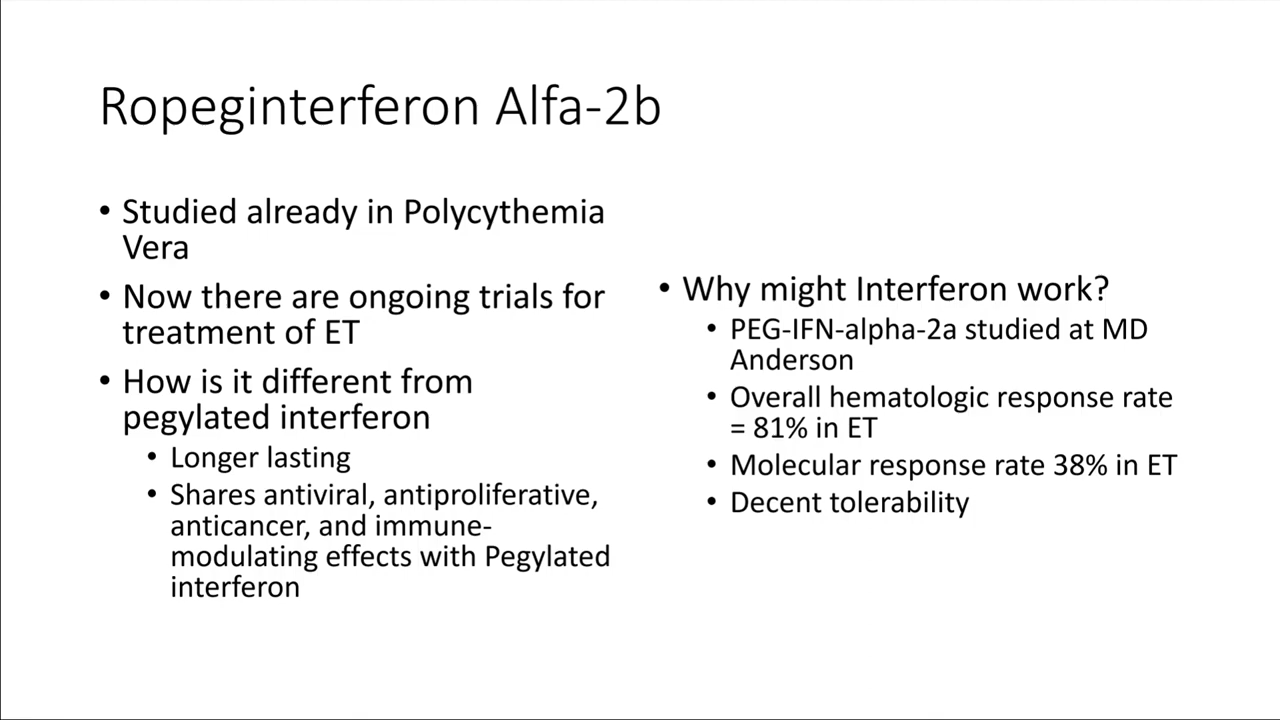 Ropeginterferon Alfa-2b
• Studied already in Polycythemia
Vera
• Now there are ongoing trials for
treatment of ET
• How is it different from
pegylated interferon
• Longer lasting
• Shares antiviral, antiproliferative,
anticancer, and immune-
modulating effects with Pegylated
interferon
• Why might Interferon work?
• PEG-IFN-alpha-2a studied at MD
Anderson
• Overall hematologic response rate
= 81% in ET
• Molecular response rate 38% in ET
• Decent tolerability